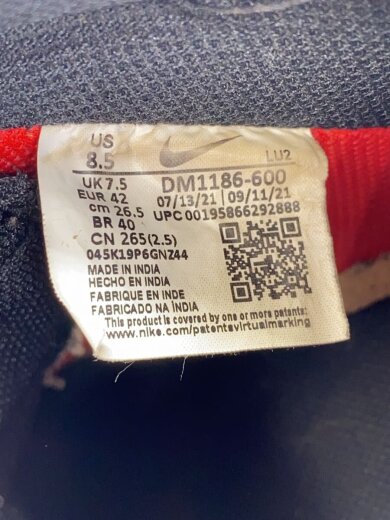 US
8.5
LU2
UK 7.5
EUR 42
cm 26.5
BR 40
CN 265(2.5)
DM1186-600
07/13/21 | 09/11/21
UPC 00195866292888
045K19P6GNZ44
MADE IN INDIA
HECHO EN INDIA
FABRIQUE EN INDE
FABRICADO NA ÍNDIA
This product is covered by one or more patents:
www.nike.com/patentsvirtualmarking